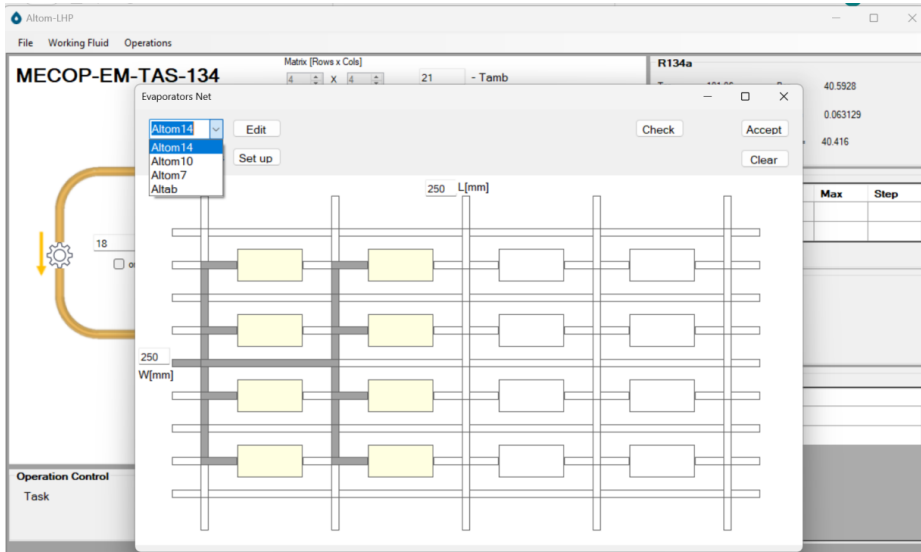 Altom-LHP
File Working Fluid Operations
MECOP-EM-TAS-134
Matrix [Rows x Cols]
4 X 4
21 - Tamb
R134a
40.5928
0.063129
40.416
Max Step
Evaporators Net
Altom14 Edit Check Accept
Altom14
Altom10
Altom7
Altab
Set up Clear
250 L[mm]
18
250
W[mm]
Operation Control
Task